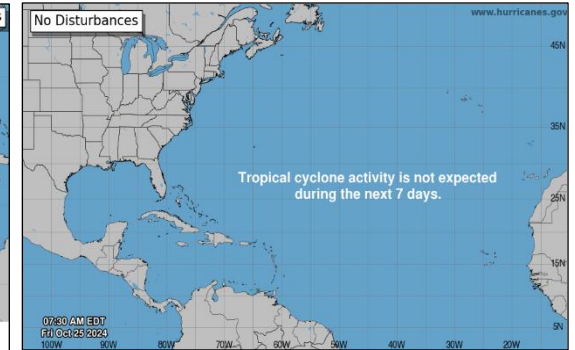 s
No Disturbances
www.hurricanes.gov
45N
35N
Tropical cyclone activity is not expected
during the next 7 days.
25N
15N
07:30 AM EDT
Fri Oct 25 2024
5N
100W 90W 80W 70W 60W 50W 40W 30W 20W